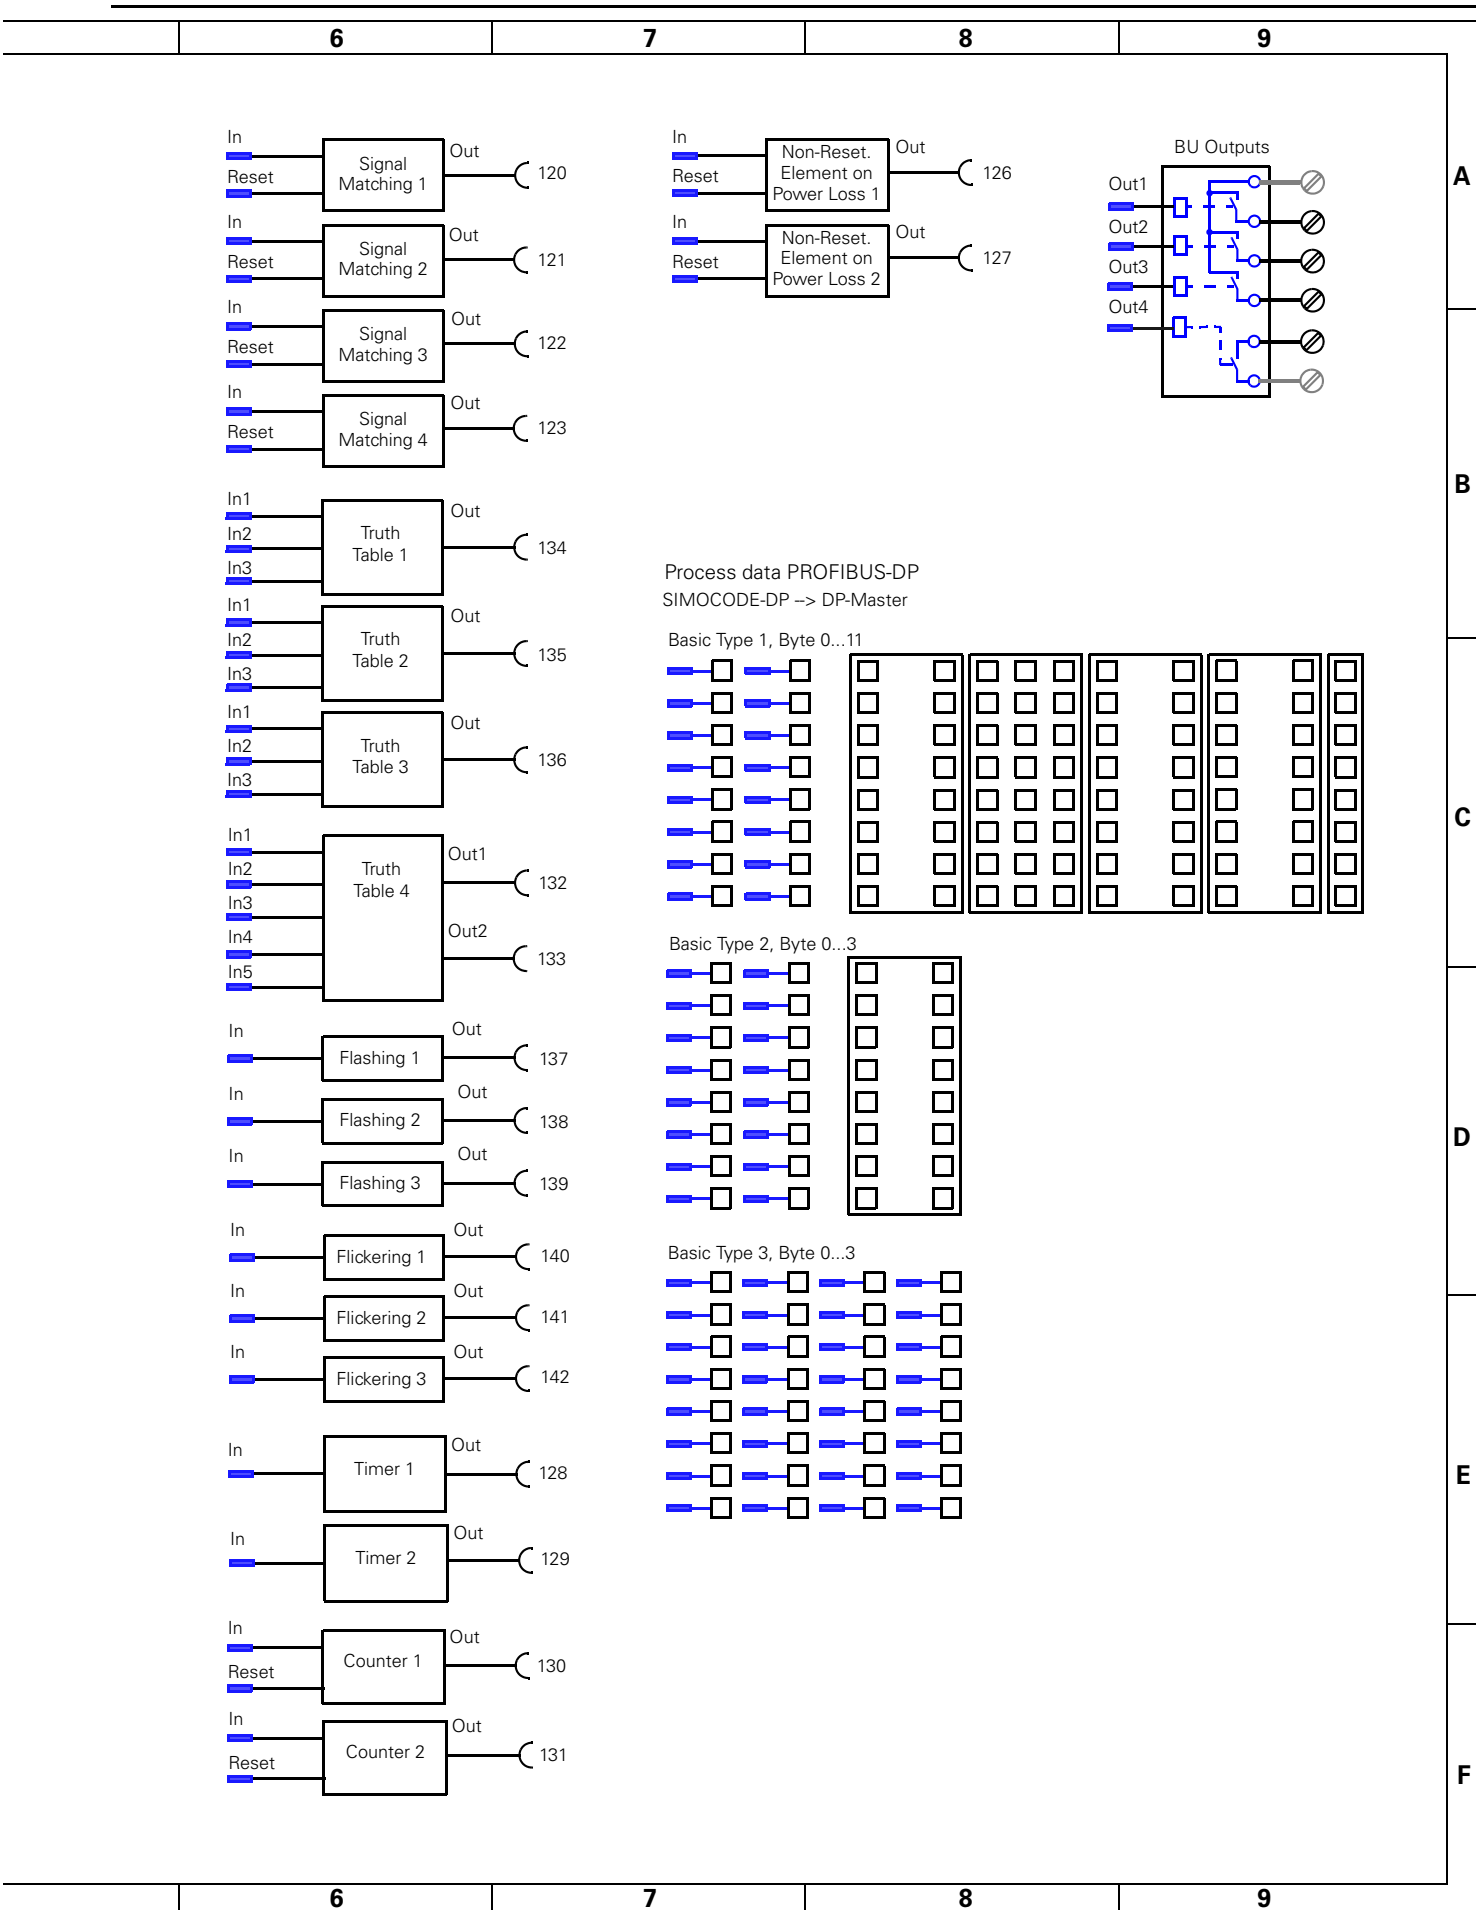 6 7 8 9
In
Signal
Matching 1
Out
120
Reset
In
Signal
Matching 2
Out
121
Reset
In
Signal
Matching 3
Out
122
Reset
In
Signal
Matching 4
Out
123
Reset
In1
In2
In3
Truth
Table 1
Out
134
In1
In2
In3
Truth
Table 2
Out
135
In1
In2
In3
Truth
Table 3
Out
136
In1
In2
In3
In4
In5
Truth
Table 4
Out1
132
Out2
133
In
Flashing 1
Out
137
In
Flashing 2
Out
138
In
Flashing 3
Out
139
In
Flickering 1
Out
140
In
Flickering 2
Out
141
In
Flickering 3
Out
142
In
Timer 1
Out
128
In
Timer 2
Out
129
In
Reset
Counter 1
Out
130
In
Reset
Counter 2
Out
131
In
Reset
Non-Reset.
Element on
Power Loss 1
Out
126
In
Reset
Non-Reset.
Element on
Power Loss 2
Out
127
BU Outputs
Out1
Out2
Out3
Out4
Process data PROFIBUS-DP
SIMOCODE-DP --> DP-Master
Basic Type 1, Byte 0...11
Basic Type 2, Byte 0...3
Basic Type 3, Byte 0...3
A
B
C
D
E
F
6 7 8 9